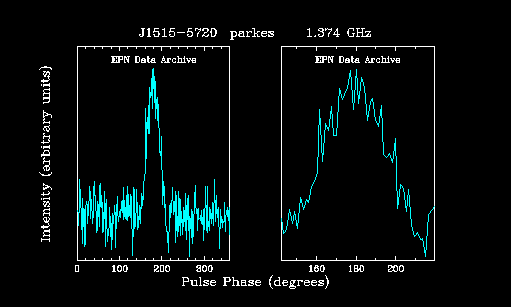 J1515-5720 parkes 1.374 GHz
EPN Data Archive EPN Data Archive
Intensity (arbitrary units)
0 100 200 300 160 180 200
Pulse Phase (degrees)